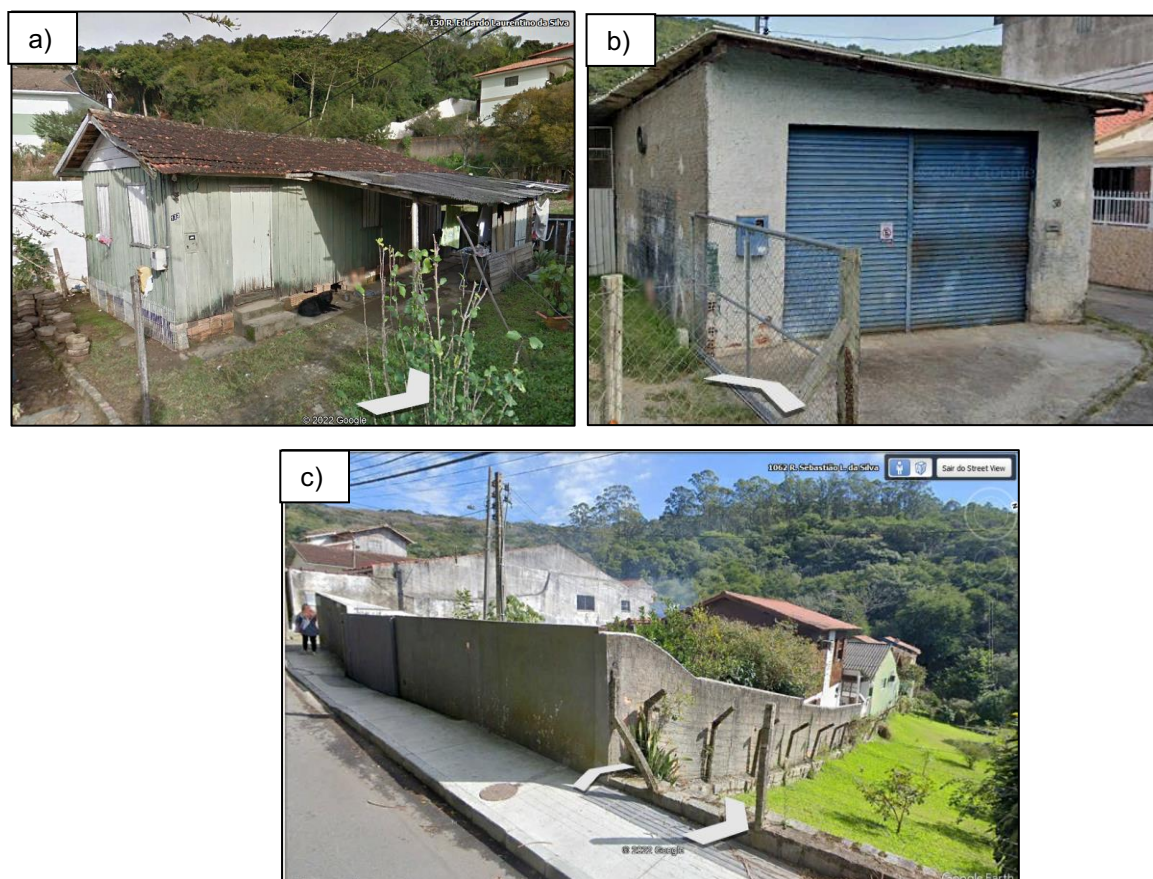 a)
130 R. Eduardo Laurentino da Silva
132
© 2022 Google
b)
c)
1062 R. Sebastião L. da Silva
Sair do Street View
© 2022 Google
Google Earth